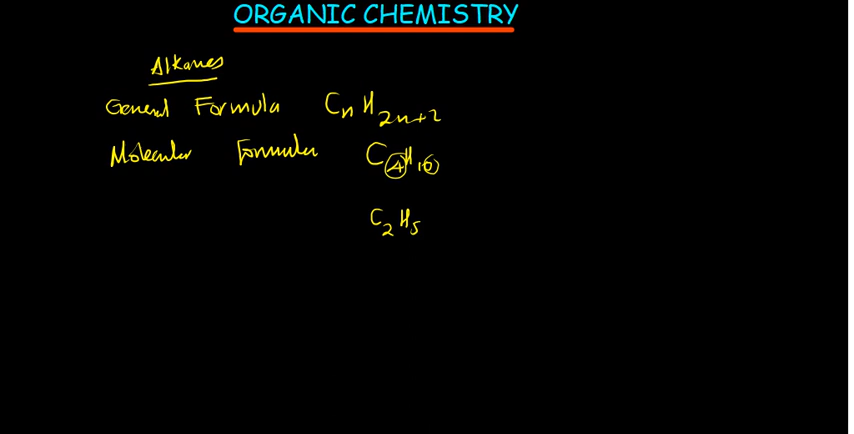 ORGANIC CHEMISTRY
Alkanes
General Formula CnH2n+2
Molecular Formula C4H10
C2H5